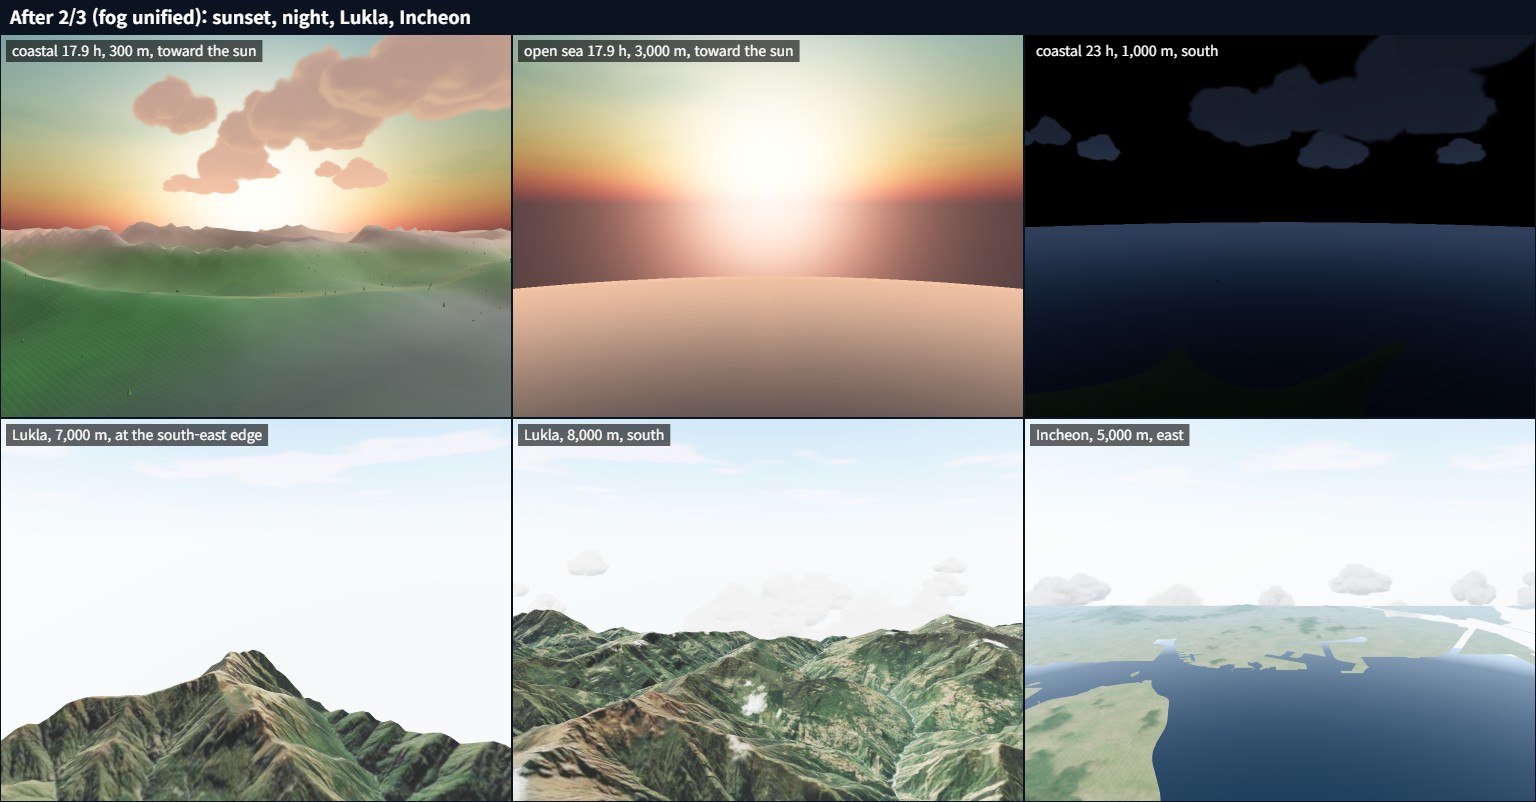 After 2/3 (fog unified): sunset, night, Lukla, Incheon
coastal 17.9 h, 300 m, toward the sun
open sea 17.9 h, 3,000 m, toward the sun
coastal 23 h, 1,000 m, south
Lukla, 7,000 m, at the south-east edge
Lukla, 8,000 m, south
Incheon, 5,000 m, east